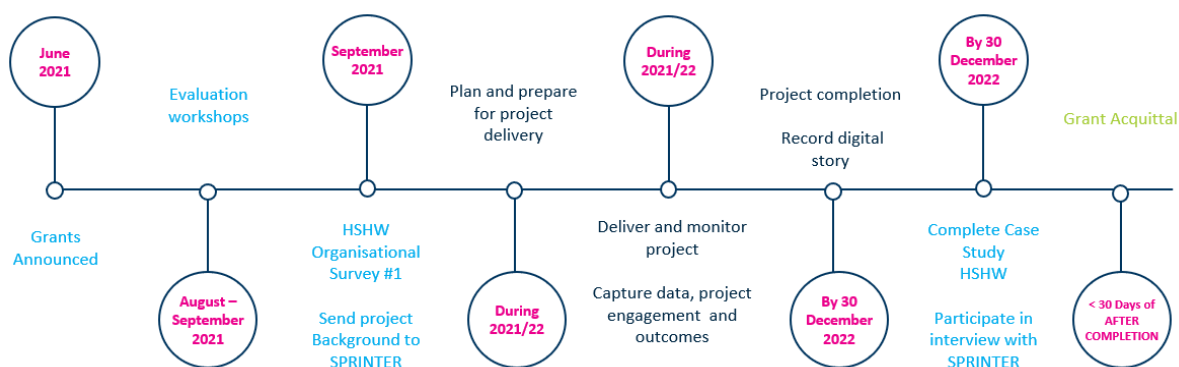 June
2021
Grants
Announced
Evaluation
workshops
August –
September
2021
September
2021
HSHW
Organisational
Survey #1
Send project
Background to
SPRINTER
Plan and prepare
for project
delivery
During
2021/22
During
2021/22
Deliver and monitor
project
Capture data, project
engagement and
outcomes
Project completion
Record digital
story
By 30
December
2022
By 30
December
2022
Complete Case
Study
HSHW
Participate in
interview with
SPRINTER
Grant Acquittal
< 30 Days of
AFTER
COMPLETION